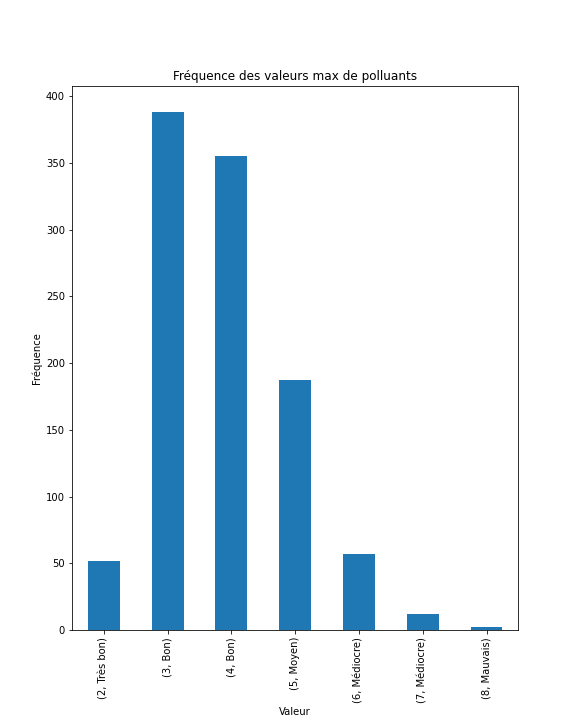 Fréquence des valeurs max de polluants
400
350
300
250
200
150
100
50
0
Fréquence
(2, Très bon)
(3, Bon)
(4, Bon)
(5, Moyen)
(6, Médiocre)
(7, Médiocre)
(8, Mauvais)
Valeur